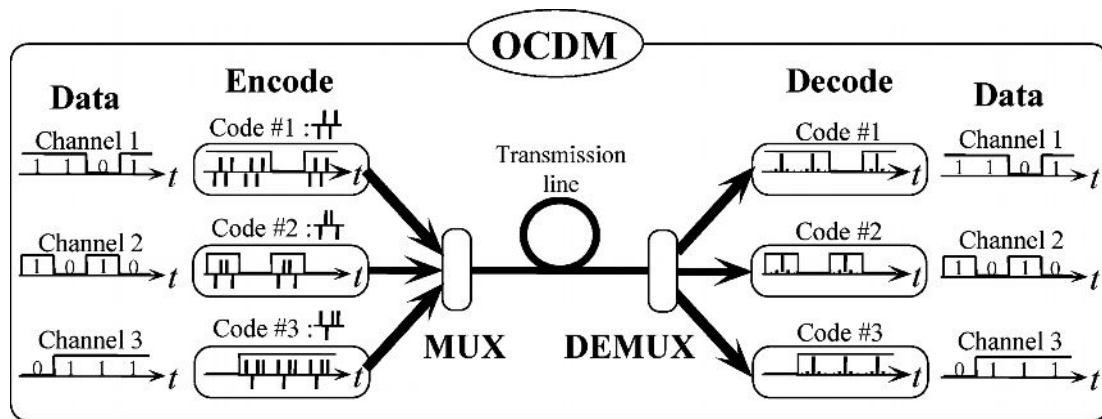 OCDM
Data
Encode
Decode
Data
Channel 1
1 1 0 1 t
Code #1 :
t
Transmission
line
Code #1
t
Channel 1
1 1 0 1 t
Channel 2
1 0 1 0 t
Code #2 :
t
Code #2
t
Channel 2
1 0 1 0 t
MUX
DEMUX
Channel 3
0 1 1 1 t
Code #3 :
t
Code #3
t
Channel 3
0 1 1 1 t